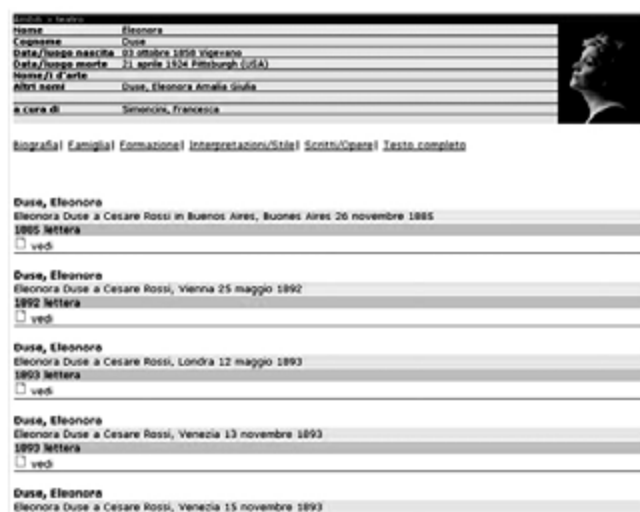 Ambito: teatro
Nome Eleonora
Cognome Duse
Data/luogo nascita 03 ottobre 1858 Vigevano
Data/luogo morte 21 aprile 1924 Pittsburgh (USA)
Nome/i d'arte
Altri nomi Duse, Eleonora Amalia Giulia
a cura di Simoncini, Francesca
Biografia| Famiglia| Formazione| Interpretazioni/Stile| Scritti/Opere| Testo completo
Duse, Eleonora
Eleonora Duse a Cesare Rossi in Buenos Aires, Buones Aires 26 novembre 1885
1885 lettera
vedi
Duse, Eleonora
Eleonora Duse a Cesare Rossi, Vienna 25 maggio 1892
1892 lettera
vedi
Duse, Eleonora
Eleonora Duse a Cesare Rossi, Londra 12 maggio 1893
1893 lettera
vedi
Duse, Eleonora
Eleonora Duse a Cesare Rossi, Venezia 13 novembre 1893
1893 lettera
vedi
Duse, Eleonora
Eleonora Duse a Cesare Rossi, Venezia 15 novembre 1893